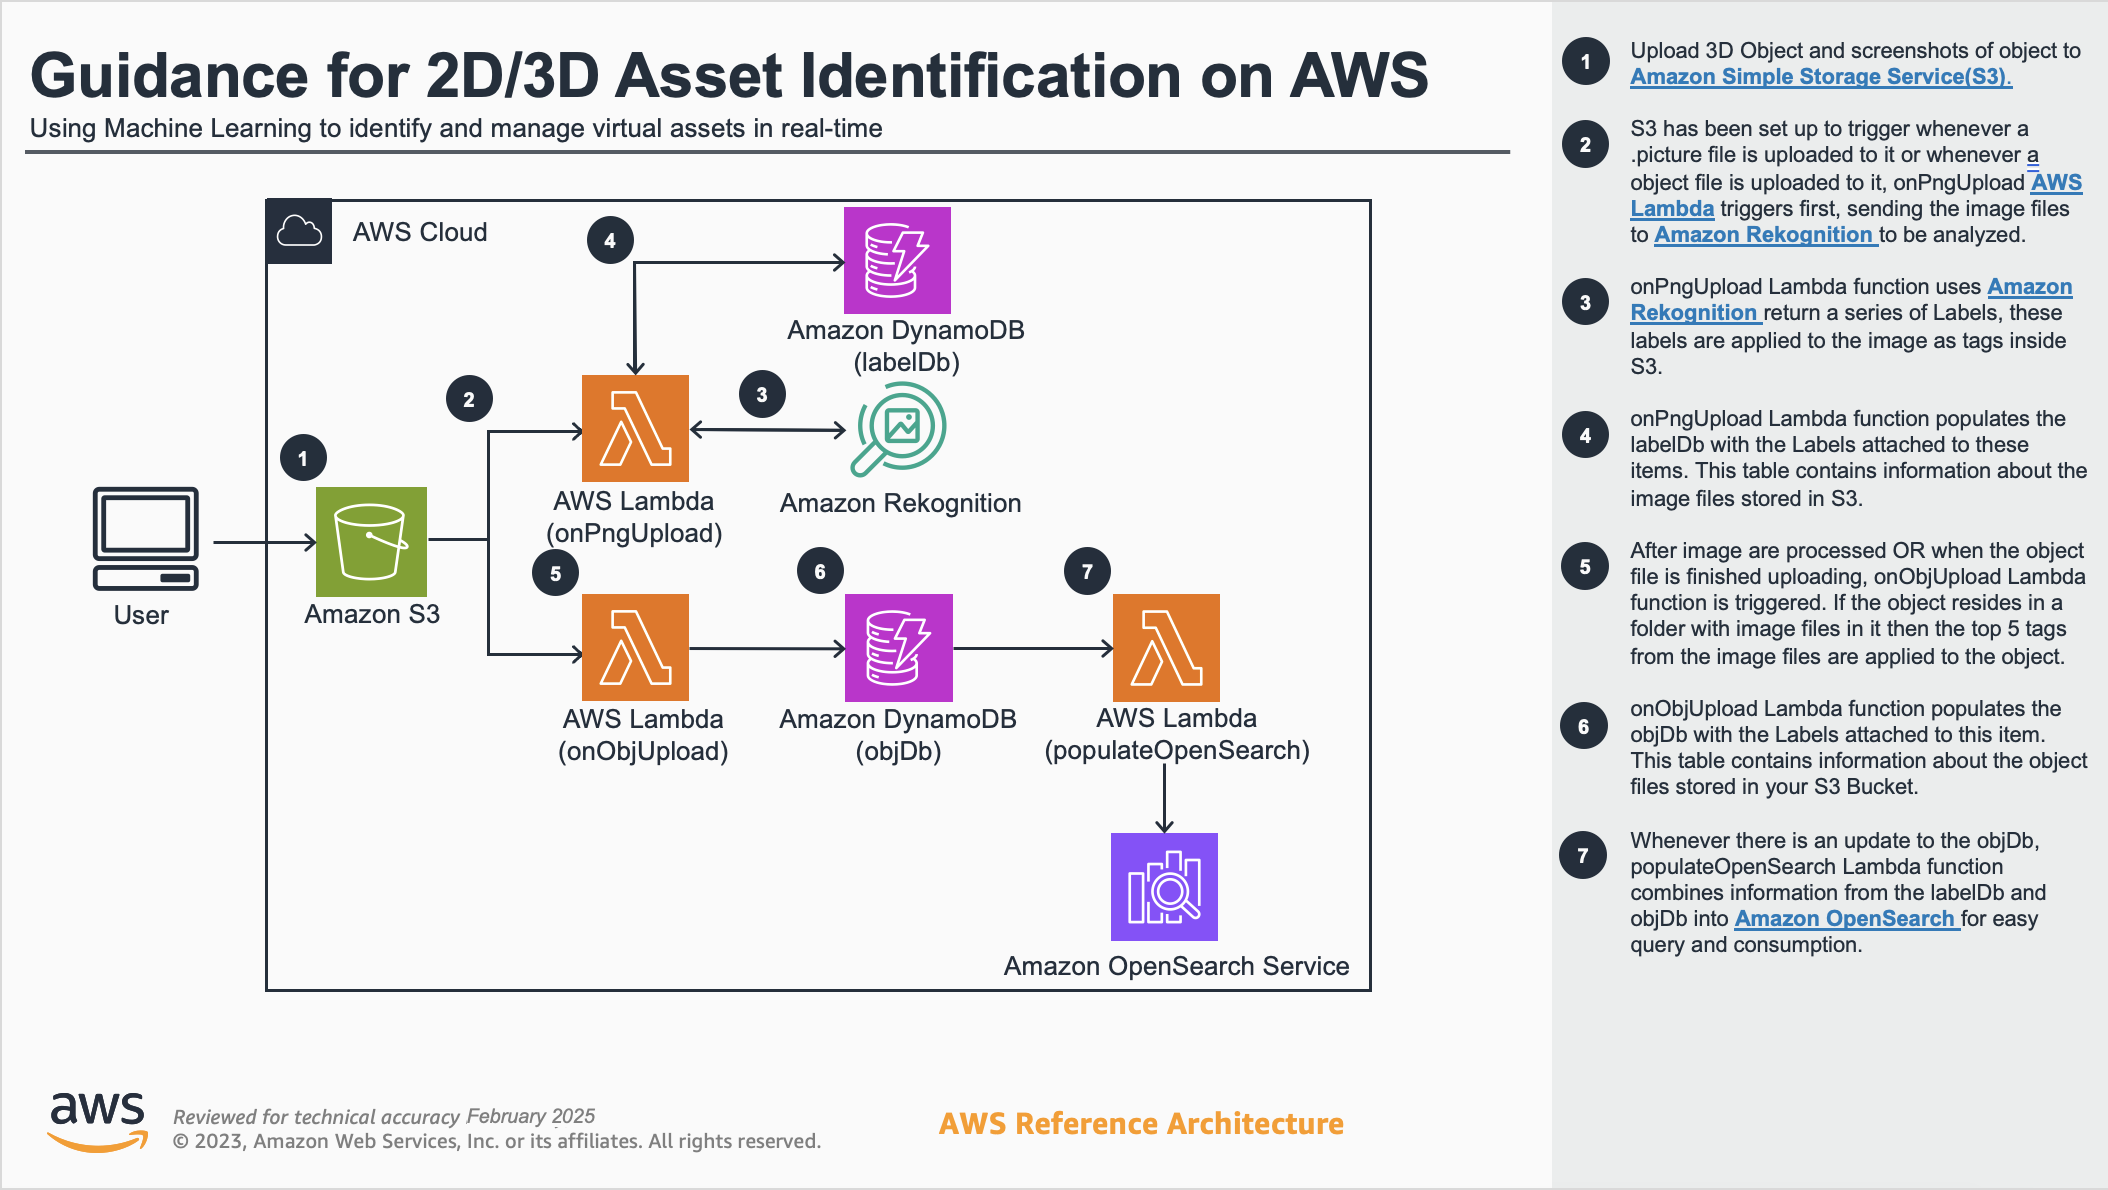 Guidance for 2D/3D Asset Identification on AWS
Using Machine Learning to identify and manage virtual assets in real-time
AWS Cloud
4
Amazon DynamoDB
(labelDb)
2
3
AWS Lambda
(onPngUpload)
Amazon Rekognition
1
User
Amazon S3
5
6
7
AWS Lambda
(onObjUpload)
Amazon DynamoDB
(objDb)
AWS Lambda
(populateOpenSearch)
Amazon OpenSearch Service
aws
Reviewed for technical accuracy February 2025
© 2023, Amazon Web Services, Inc. or its affiliates. All rights reserved.
AWS Reference Architecture
1
Upload 3D Object and screenshots of object to
Amazon Simple Storage Service(S3).
2
S3 has been set up to trigger whenever a
.picture file is uploaded to it or whenever a
object file is uploaded to it, onPngUpload AWS
Lambda triggers first, sending the image files
to Amazon Rekognition to be analyzed.
3
onPngUpload Lambda function uses Amazon
Rekognition return a series of Labels, these
labels are applied to the image as tags inside
S3.
4
onPngUpload Lambda function populates the
labelDb with the Labels attached to these
items. This table contains information about the
image files stored in S3.
5
After image are processed OR when the object
file is finished uploading, onObjUpload Lambda
function is triggered. If the object resides in a
folder with image files in it then the top 5 tags
from the image files are applied to the object.
6
onObjUpload Lambda function populates the
objDb with the Labels attached to this item.
This table contains information about the object
files stored in your S3 Bucket.
7
Whenever there is an update to the objDb,
populateOpenSearch Lambda function
combines information from the labelDb and
objDb into Amazon OpenSearch for easy
query and consumption.